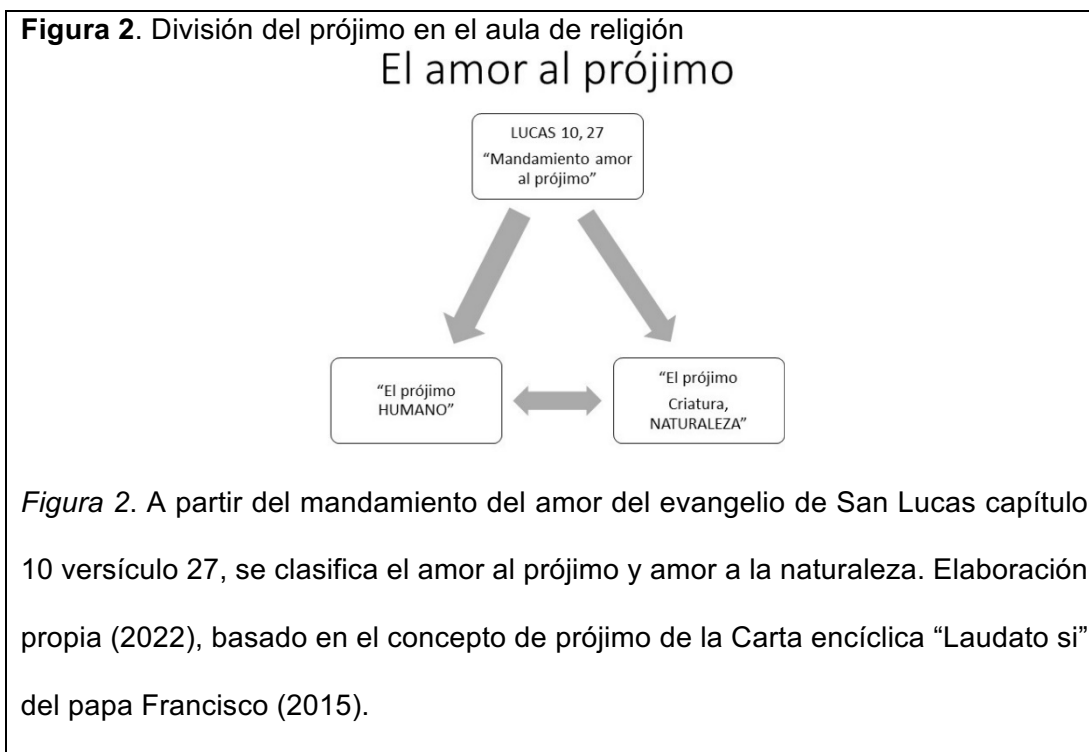 Figura 2. División del prójimo en el aula de religión
El amor al prójimo
LUCAS 10, 27
“Mandamiento amor
al prójimo”
“El prójimo
HUMANO”
“El prójimo
Criatura,
NATURALEZA”
Figura 2. A partir del mandamiento del amor del evangelio de San Lucas capítulo
10 versículo 27, se clasifica el amor al prójimo y amor a la naturaleza. Elaboración
propia (2022), basado en el concepto de prójimo de la Carta encíclica “Laudato si”
del papa Francisco (2015).